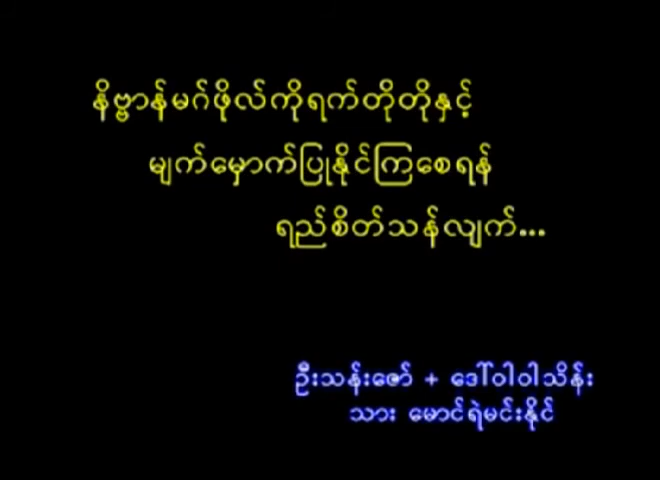 နိဗ္ဗာန်မဂ်ဖိုလ်ကိုရက်တိုတိုနှင့်
မျက်မှောက်ပြုနိုင်ကြစေရန်
ရည်စိတ်သန်လျက်...
ဦးသန်းဇော် + ဒေါ်ဝါဝါသိန်း
သား မောင်ရဲမင်းနိုင်